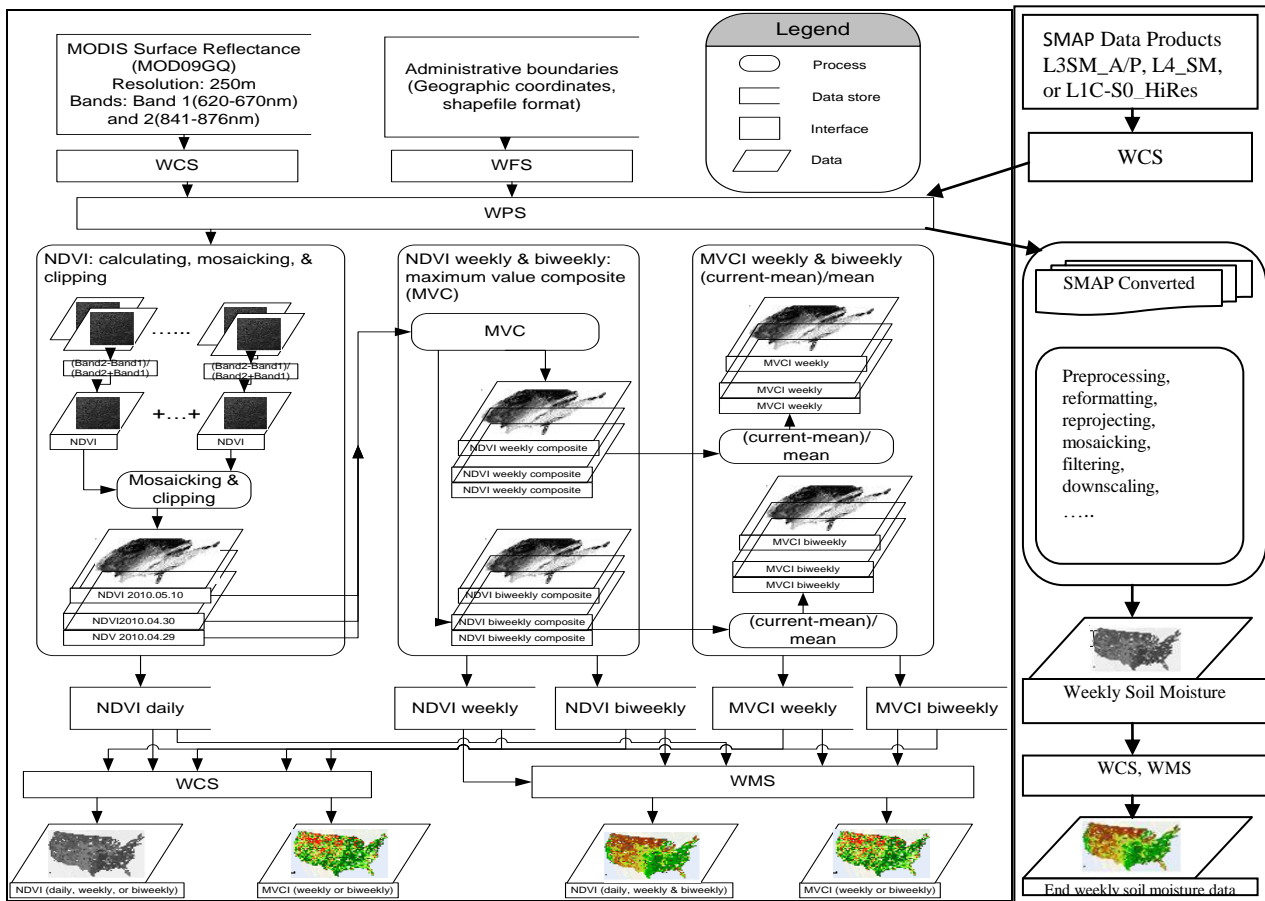 MODIS Surface Reflectance
(MOD09GQ)
Resolution: 250m
Bands: Band 1(620-670nm)
and 2(841-876nm)
Administrative boundaries
(Geographic coordinates,
shapefile format)
Legend
Process
Data store
Interface
Data
WCS
WFS
WPS
NDVI: calculating, mosaicking, &
clipping
......
(Band2-Band1)/
(Band2+Band1)
(Band2-Band1)/
(Band2+Band1)
+...+
NDVI
NDVI
Mosaicking &
clipping
NDVI 2010.05.10
NDVI2010.04.30
NDV 2010.04.29
NDVI weekly & biweekly:
maximum value composite
(MVC)
MVC
NDVI weekly composite
NDVI weekly composite
NDVI weekly composite
NDVI biweekly composite
NDVI biweekly composite
NDVI biweekly composite
MVCI weekly & biweekly
(current-mean)/mean
MVCI weekly
MVCI weekly
MVCI weekly
(current-mean)/
mean
MVCI biweekly
MVCI biweekly
MVCI biweekly
(current-mean)/
mean
NDVI daily
NDVI weekly
NDVI biweekly
MVCI weekly
MVCI biweekly
WCS
WMS
NDVI (daily, weekly, or biweekly)
MVCI (weekly or biweekly)
NDVI (daily, weekly & biweekly)
MVCI (weekly or biweekly)
SMAP Data Products
L3SM_A/P, L4_SM,
or L1C-S0_HiRes
WCS
SMAP Converted
Preprocessing,
reformatting,
reprojecting,
mosaicking,
filtering,
downscaling,
…..
Weekly Soil Moisture
WCS, WMS
End weekly soil moisture data